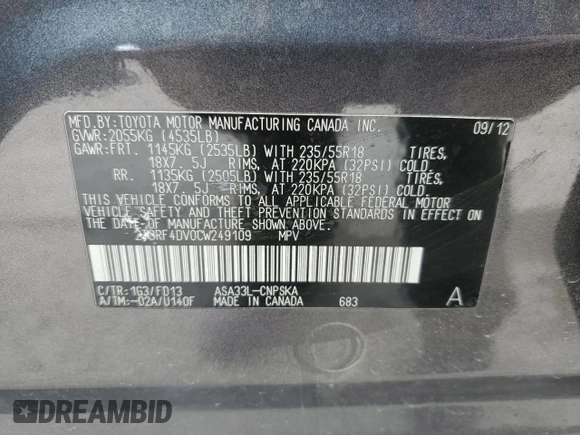 MFD.BY:TOYOTA MOTOR MANUFACTURING CANADA INC. 09/12
GVWR:2055KG (4535LB)
GAWR:FRT. 1145KG (2535LB) WITH 235/55R18 TIRES,
18X7. 5J RIMS, AT 220KPA (32PSI) COLD
RR. 1135KG (2505LB) WITH 235/55R18 TIRES,
18X7. 5J RIMS, AT 220KPA (32PSI) COLD
THIS VEHICLE CONFORMS TO ALL APPLICABLE FEDERAL MOTOR
VEHICLE SAFETY AND THEFT PREVENTION STANDARDS IN EFFECT
ON THE DATE OF MANUFACTURE SHOWN ABOVE.
MPV
C/TR:1G3/FD13 ASA33L-CNPSKA
A/TM:-02A/U140F MADE IN CANADA 683 A
DREAMBID